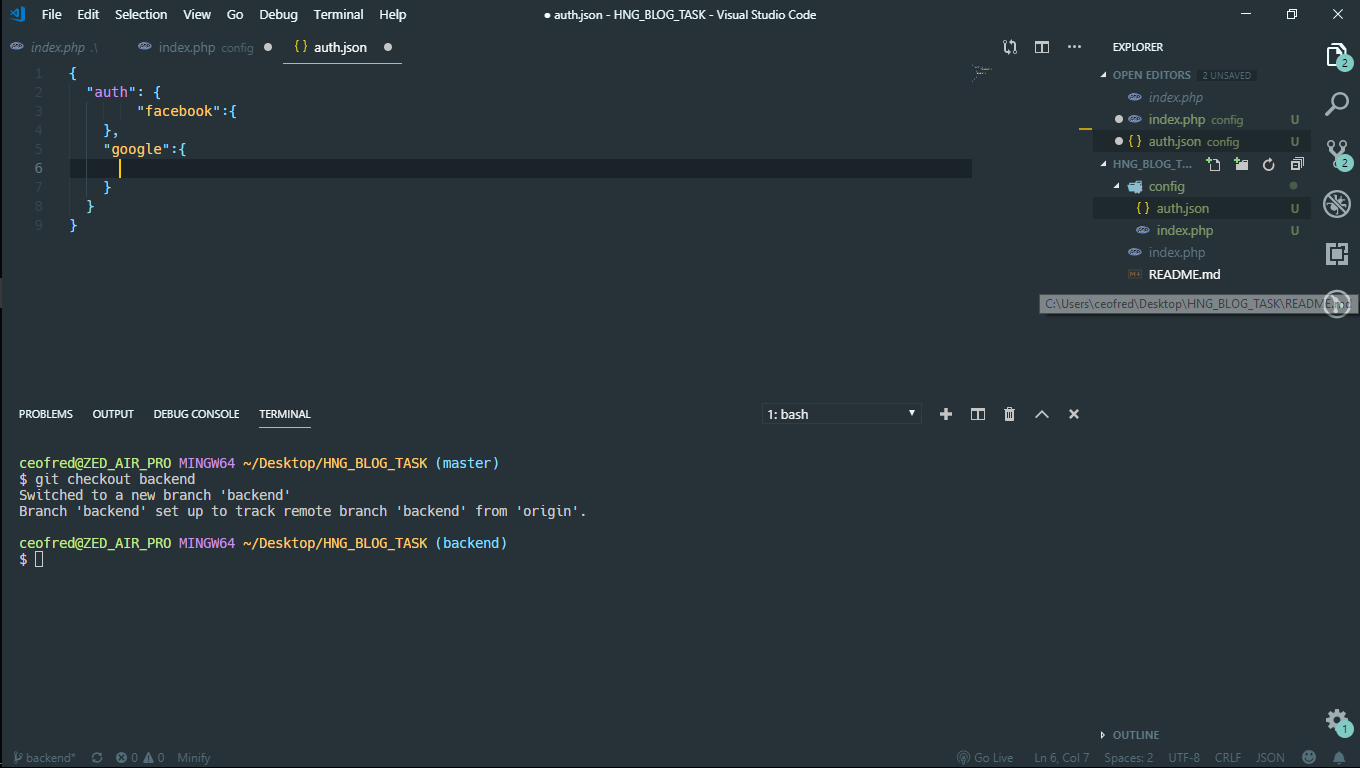 File Edit Selection View Go Debug Terminal Help
● auth.json - HNG_BLOG_TASK - Visual Studio Code
index.php .\
index.php config ●
{ } auth.json ●
1 {
2 "auth": {
3 "facebook":{
4 },
5 "google":{
6
7 }
8 }
9 }
EXPLORER
OPEN EDITORS 2 UNSAVED
index.php
● index.php config U
● { } auth.json config U
HNG_BLOG_T...
config
{ } auth.json U
index.php U
index.php
README.md
C:\Users\ceofred\Desktop\HNG_BLOG_TASK\README.md
2
2
1
PROBLEMS OUTPUT DEBUG CONSOLE TERMINAL
1: bash
ceofred@ZED_AIR_PRO MINGW64 ~/Desktop/HNG_BLOG_TASK (master)
$ git checkout backend
Switched to a new branch 'backend'
Branch 'backend' set up to track remote branch 'backend' from 'origin'.
ceofred@ZED_AIR_PRO MINGW64 ~/Desktop/HNG_BLOG_TASK (backend)
$
OUTLINE
backend* 0 0 Minify
Go Live Ln 6, Col 7 Spaces: 2 UTF-8 CRLF JSON